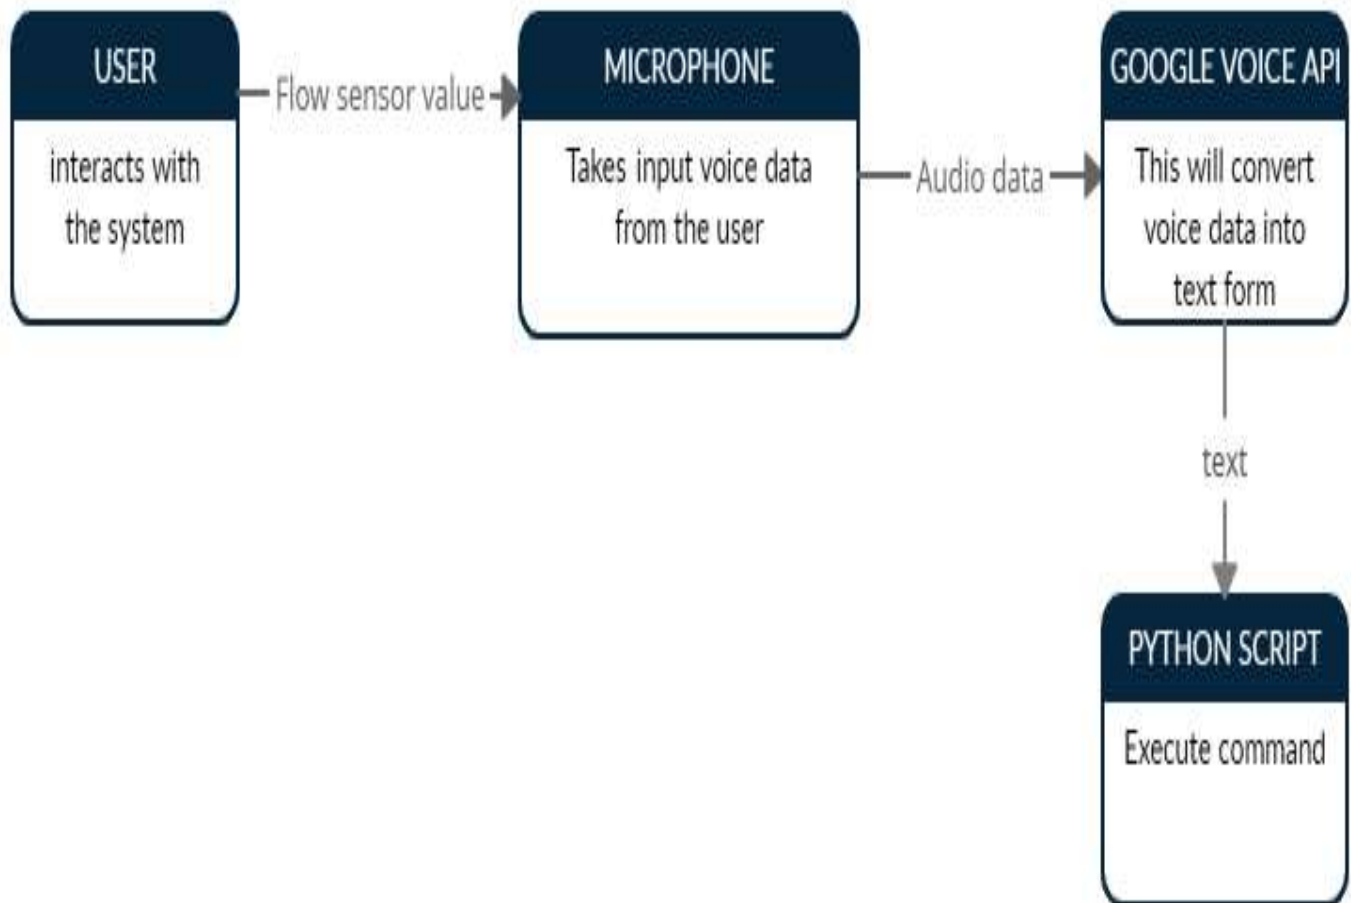 USER
interacts with
the system
Flow sensor value
MICROPHONE
Takes input voice data
from the user
Audio data
GOOGLE VOICE API
This will convert
voice data into
text form
text
PYTHON SCRIPT
Execute command